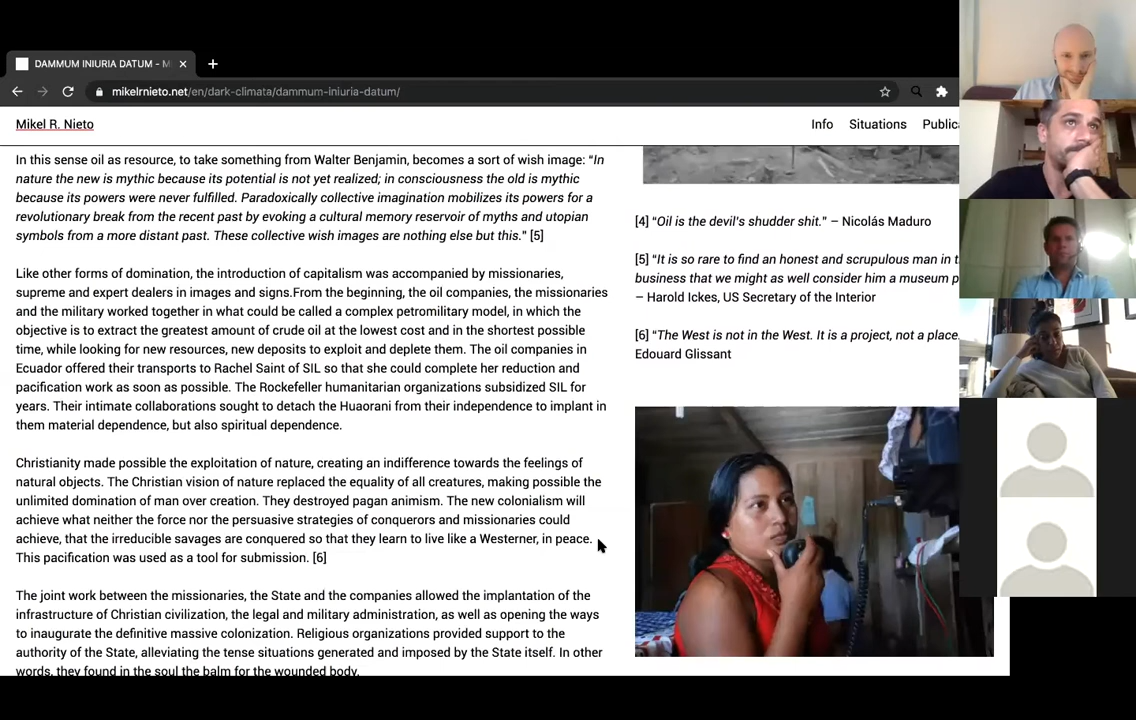 DAMMUM INIURIA DATUM - M
mikelrnieto.net/en/dark-climata/dammum-iniuria-datum/
Mikel R. Nieto
Info Situations Publica
In this sense oil as resource, to take something from Walter Benjamin, becomes a sort of wish image: “In
nature the new is mythic because its potential is not yet realized; in consciousness the old is mythic
because its powers were never fulfilled. Paradoxically collective imagination mobilizes its powers for a
revolutionary break from the recent past by evoking a cultural memory reservoir of myths and utopian
symbols from a more distant past. These collective wish images are nothing else but this.” [5]
Like other forms of domination, the introduction of capitalism was accompanied by missionaries,
supreme and expert dealers in images and signs.From the beginning, the oil companies, the missionaries
and the military worked together in what could be called a complex petromilitary model, in which the
objective is to extract the greatest amount of crude oil at the lowest cost and in the shortest possible
time, while looking for new resources, new deposits to exploit and deplete them. The oil companies in
Ecuador offered their transports to Rachel Saint of SIL so that she could complete her reduction and
pacification work as soon as possible. The Rockefeller humanitarian organizations subsidized SIL for
years. Their intimate collaborations sought to detach the Huaorani from their independence to implant in
them material dependence, but also spiritual dependence.
Christianity made possible the exploitation of nature, creating an indifference towards the feelings of
natural objects. The Christian vision of nature replaced the equality of all creatures, making possible the
unlimited domination of man over creation. They destroyed pagan animism. The new colonialism will
achieve what neither the force nor the persuasive strategies of conquerors and missionaries could
achieve, that the irreducible savages are conquered so that they learn to live like a Westerner, in peace.
This pacification was used as a tool for submission. [6]
The joint work between the missionaries, the State and the companies allowed the implantation of the
infrastructure of Christian civilization, the legal and military administration, as well as opening the ways
to inaugurate the definitive massive colonization. Religious organizations provided support to the
authority of the State, alleviating the tense situations generated and imposed by the State itself. In other
words, they found in the soul the balm for the wounded body.
[4] “Oil is the devil's shudder shit.” – Nicolás Maduro
[5] “It is so rare to find an honest and scrupulous man in t
business that we might as well consider him a museum p
– Harold Ickes, US Secretary of the Interior
[6] “The West is not in the West. It is a project, not a place.
Edouard Glissant